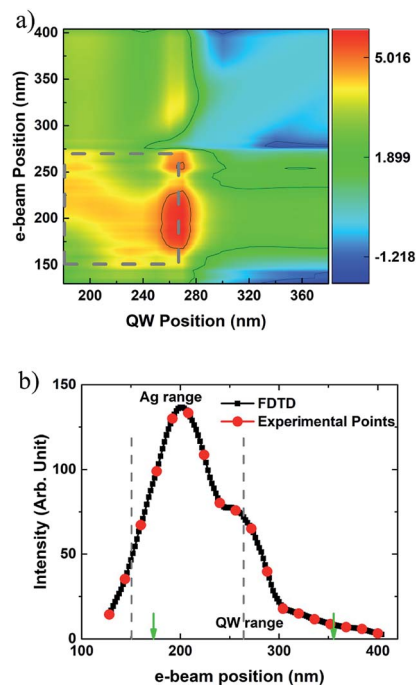 a)
400
350
300
250
200
150
e-beam Position (nm)
200 240 280 320 360
QW Position (nm)
5.016
1.899
-1.218
b)
150
100
50
0
Intensity (Arb. Unit)
Ag range
FDTD
Experimental Points
QW range
100 200 300 400
e-beam position (nm)